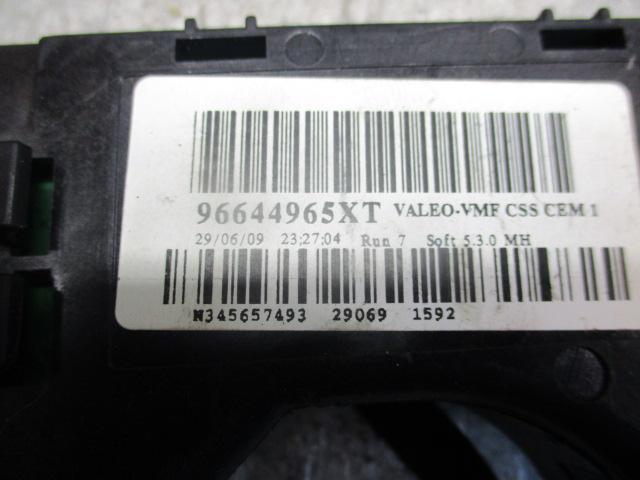 96644965XT VALEO-VMF CSS CEM 1
29/06/09 23:27:04 Run 7 Soft 5.3.0 MH
N345657493 29069 1592